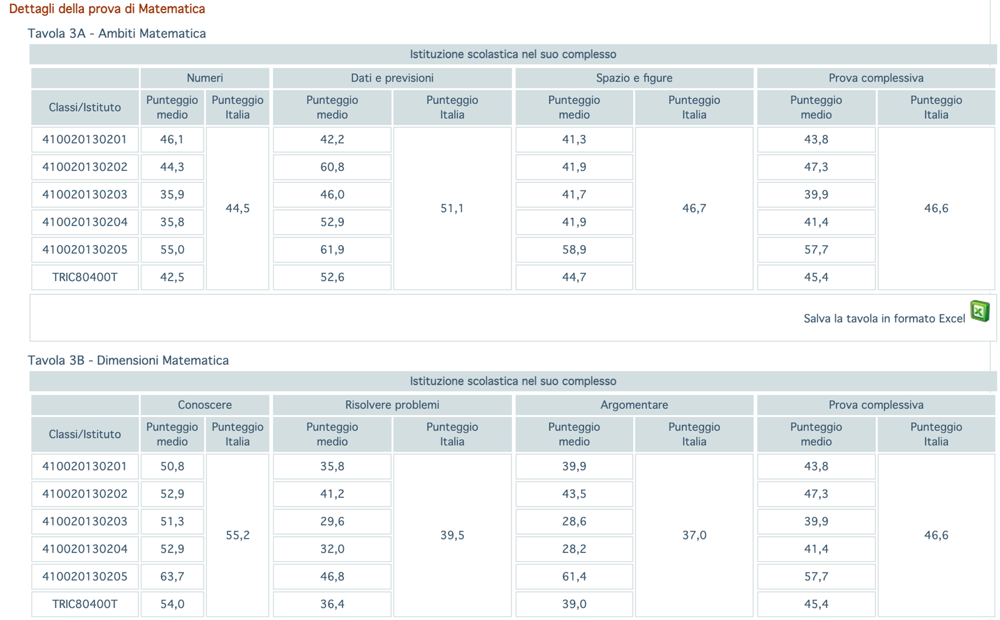 Dettagli della prova di Matematica
Tavola 3A - Ambiti Matematica
Istituzione scolastica nel suo complesso
Numeri Dati e previsioni Spazio e figure Prova complessiva
Classi/Istituto Punteggio medio Punteggio Italia Punteggio medio Punteggio Italia Punteggio medio Punteggio Italia Punteggio medio Punteggio Italia
410020130201 46,1 42,2 41,3 43,8
410020130202 44,3 60,8 41,9 47,3
410020130203 35,9 46,0 41,7 39,9
44,5 51,1 46,7 46,6
410020130204 35,8 52,9 41,9 41,4
410020130205 55,0 61,9 58,9 57,7
TRIC80400T 42,5 52,6 44,7 45,4
Salva la tavola in formato Excel
Tavola 3B - Dimensioni Matematica
Istituzione scolastica nel suo complesso
Conoscere Risolvere problemi Argomentare Prova complessiva
Classi/Istituto Punteggio medio Punteggio Italia Punteggio medio Punteggio Italia Punteggio medio Punteggio Italia Punteggio medio Punteggio Italia
410020130201 50,8 35,8 39,9 43,8
410020130202 52,9 41,2 43,5 47,3
410020130203 51,3 29,6 28,6 39,9
55,2 39,5 37,0 46,6
410020130204 52,9 32,0 28,2 41,4
410020130205 63,7 46,8 61,4 57,7
TRIC80400T 54,0 36,4 39,0 45,4